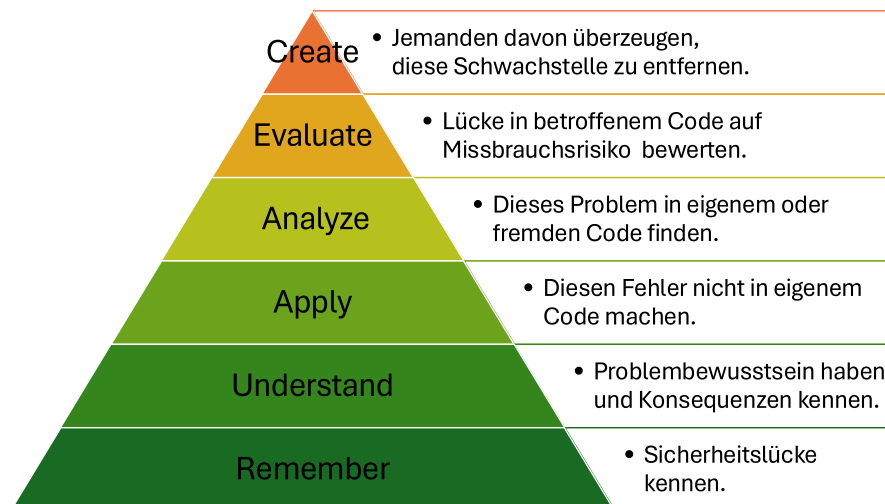 Create
• Jemanden davon überzeugen,
diese Schwachstelle zu entfernen.
Evaluate
• Lücke in betroffenem Code auf
Missbrauchsrisiko  bewerten.
Analyze
• Dieses Problem in eigenem oder
fremden Code finden.
Apply
• Diesen Fehler nicht in eigenem
Code machen.
Understand
• Problembewusstsein haben
und Konsequenzen kennen.
Remember
• Sicherheitslücke
kennen.